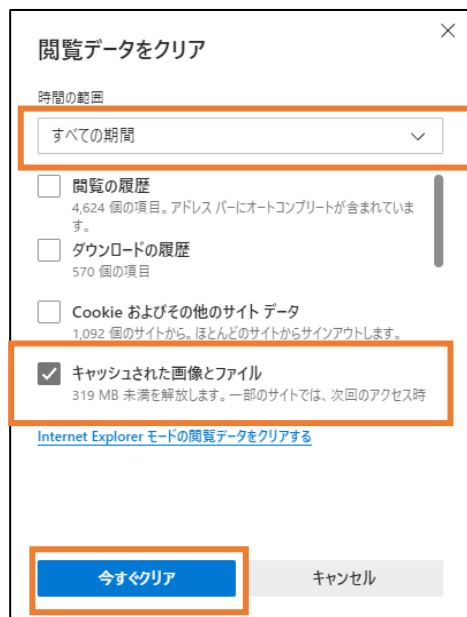 閲覧データをクリア
時間の範囲
すべての期間
閲覧の履歴
4,624 個の項目。アドレス バーにオートコンプリートが含まれていま
す。
ダウンロードの履歴
570 個の項目
Cookie およびその他のサイト データ
1,092 個のサイトから。ほとんどのサイトからサインアウトします。
キャッシュされた画像とファイル
319 MB 未満を解放します。一部のサイトでは、次回のアクセス時
Internet Explorer モードの閲覧データをクリアする
今すぐクリア
キャンセル